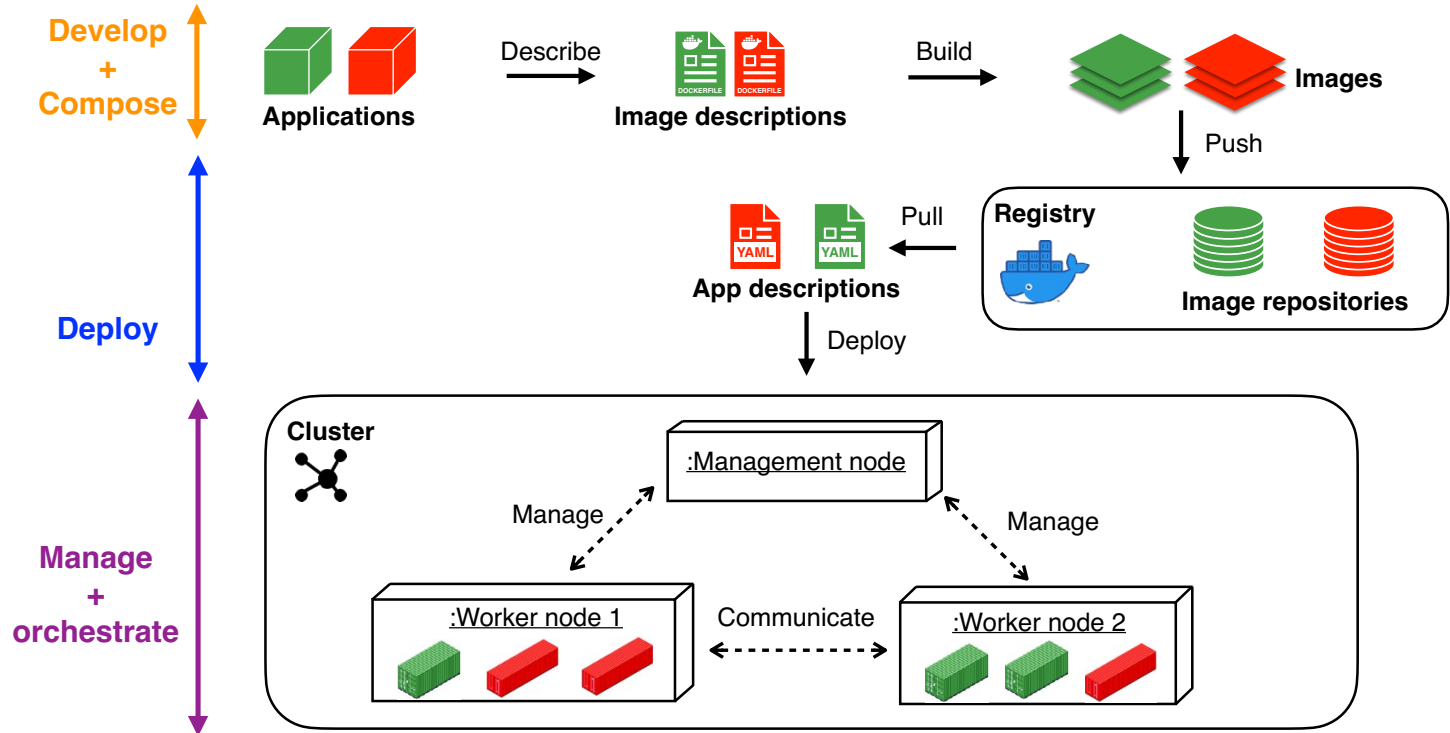 Develop
+
Compose
Applications
Describe
DOCKERFILE
DOCKERFILE
Image descriptions
Build
Images
Push
Deploy
Registry
Image repositories
Pull
YAML
YAML
App descriptions
Deploy
Manage
+
orchestrate
Cluster
:Management node
Manage
Manage
:Worker node 1
Communicate
:Worker node 2